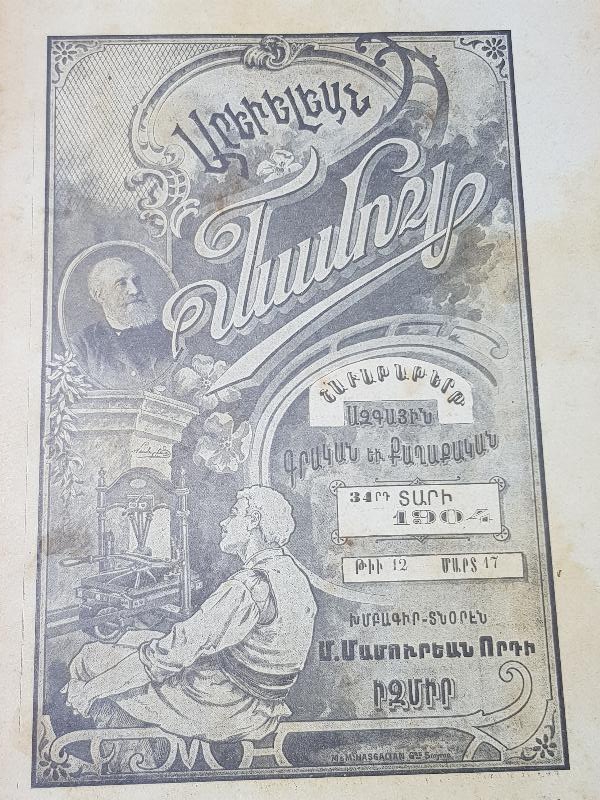 Արեւելեան
Մամուլ
ՇԱԲԱԹԱԹԵՐԹ
ԱԶԳԱՅԻՆ
ԳՐԱԿԱՆ ԵՒ ՔԱՂԱՔԱԿԱՆ
34ՐԴ ՏԱՐԻ
1904
ԹԻՒ 12 ՄԱՐՏ 17
ԽՄԲԱԳԻՐ-ՏՆՕՐԷՆ
Մ. ՄԱՄՈՒՐԵԱՆ ՈՐԴԻ
ԻԶՄԻՐ